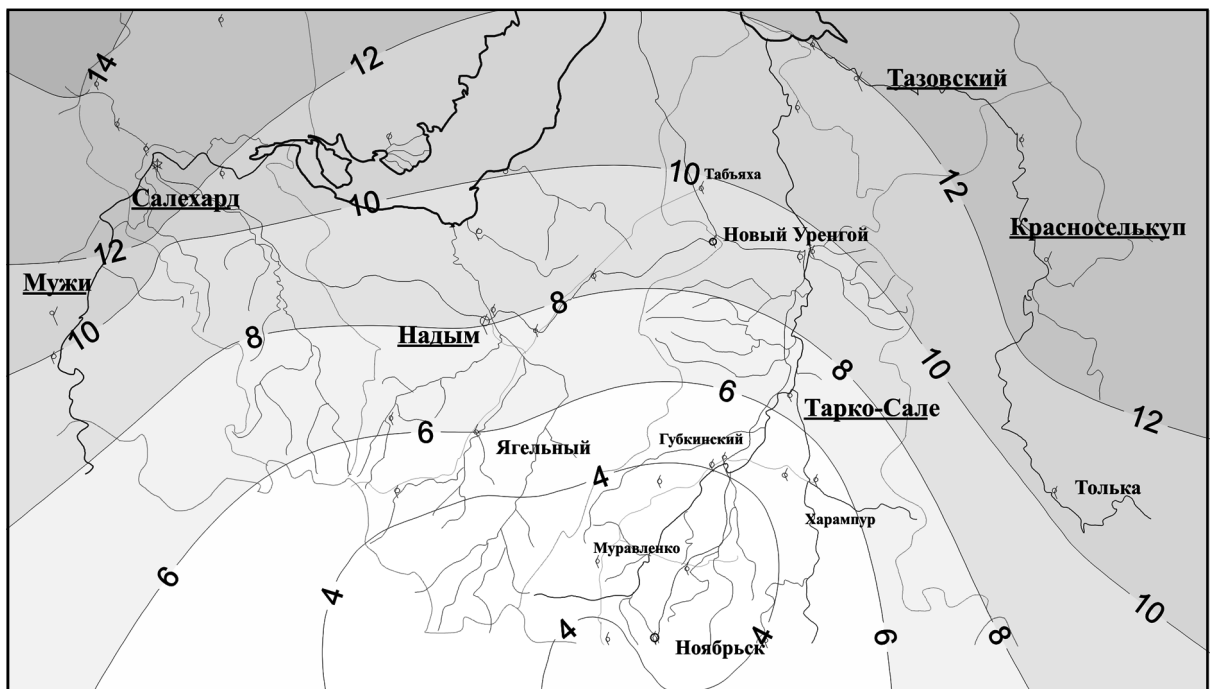 12
14
Тазовский
10
Табъяха
12
Салехард
10
Новый Уренгой
Красноселькуп
12
Мужи
8
10
8
Надым
10
8
6
Тарко-Сале
12
6
Ягельный
Губкинский
4
Толька
Харампур
Муравленко
6
4
10
4
4
6
8
Ноябрьск